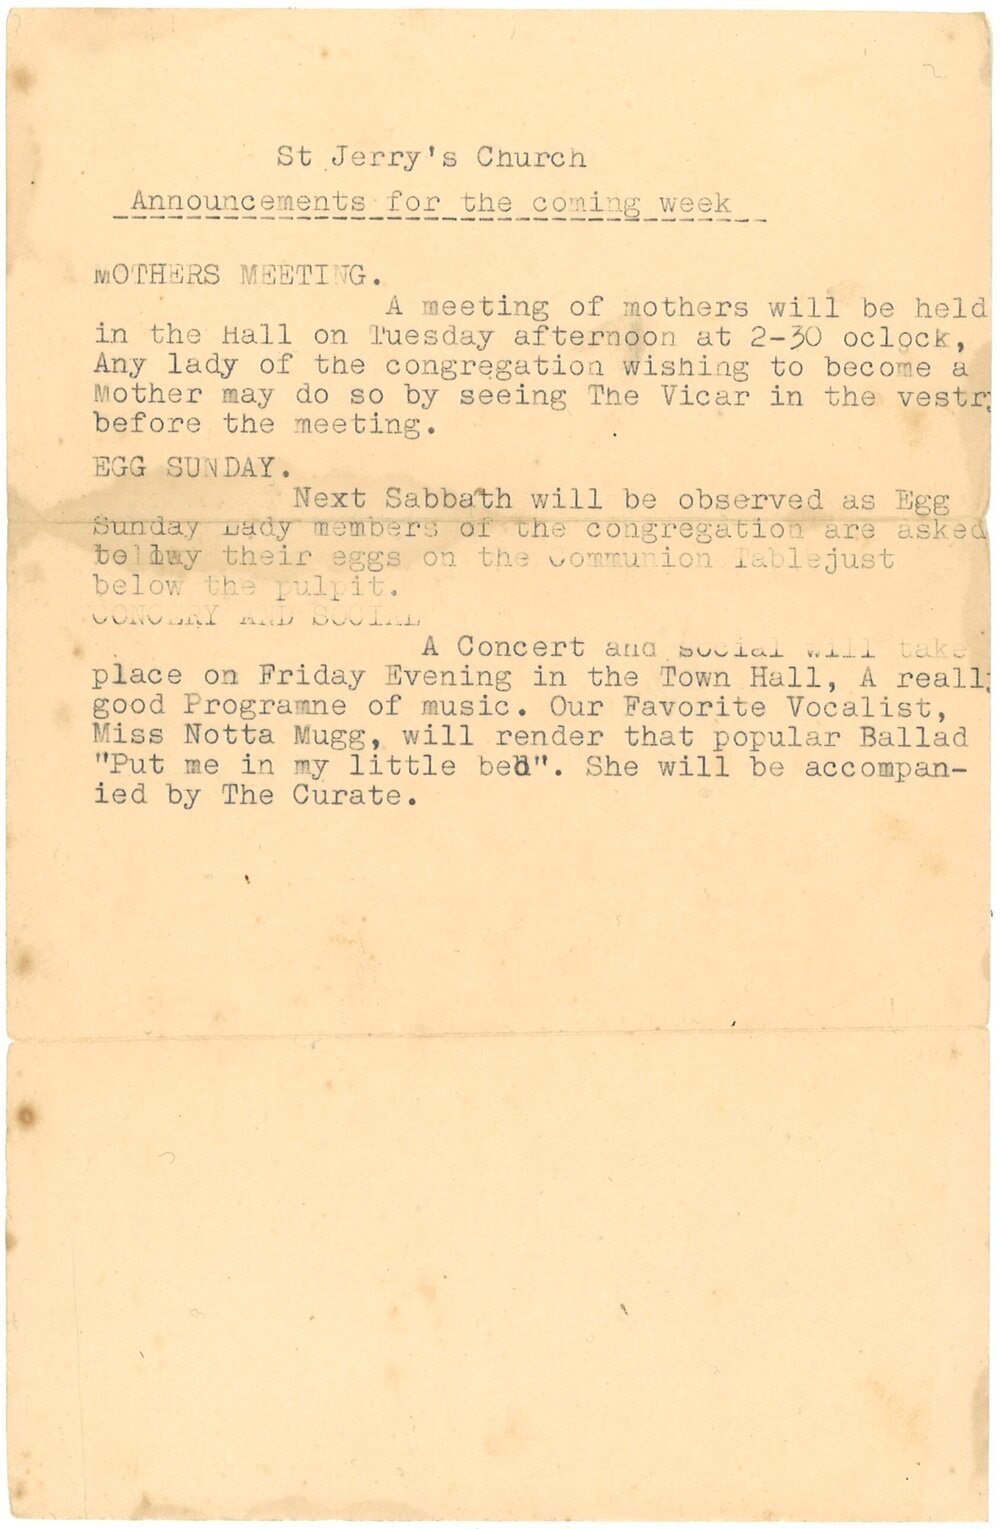 St Jerry's Church
Announcements for the coming week
MOTHERS MEETING.
A meeting of mothers will be held
in the Hall on Tuesday afternoon at 2-30 oclock,
Any lady of the congregation wishing to become a
Mother may do so by seeing The Vicar in the vestry
before the meeting.
EGG SUNDAY.
Next Sabbath will be observed as Egg
Sunday Lady members of the congregation are asked
to lay their eggs on the Communion Tablejust
below the pulpit.
CONCERY AND SOCIAL
A Concert and social will take
place on Friday Evening in the Town Hall, A really
good Programne of music. Our Favorite Vocalist,
Miss Notta Mugg, will render that popular Ballad
"Put me in my little bed". She will be accompan-
ied by The Curate.